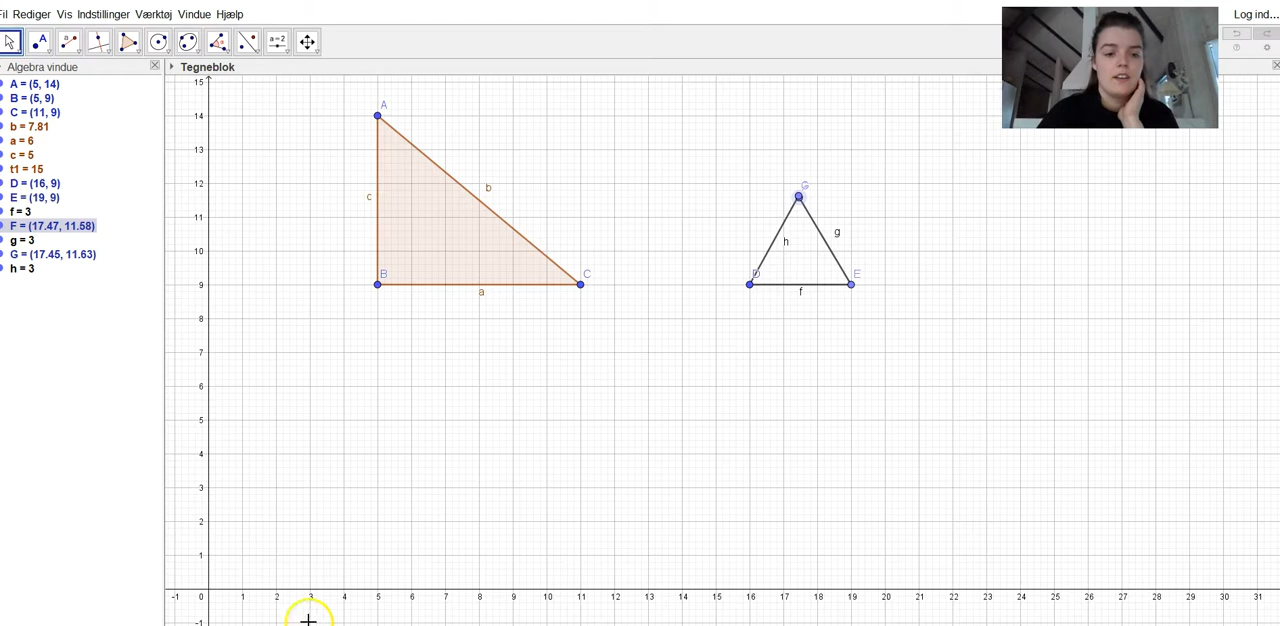 Fil Rediger Vis Indstillinger Værktøj Vindue Hjælp Log ind...
A a=2
Algebra vindue Tegneblok
A = (5, 14)
B = (5, 9)
C = (11, 9)
b = 7.81
a = 6
c = 5
t1 = 15
D = (16, 9)
E = (19, 9)
f = 3
F = (17.47, 11.58)
g = 3
G = (17.45, 11.63)
h = 3
15
14
13
12
11
10
9
8
7
6
5
4
3
2
1
-1
A
c
b
B
a
C
G
h
g
D
E
f
-1 0 1 2 3 4 5 6 7 8 9 10 11 12 13 14 15 16 17 18 19 20 21 22 23 24 25 26 27 28 29 30 31